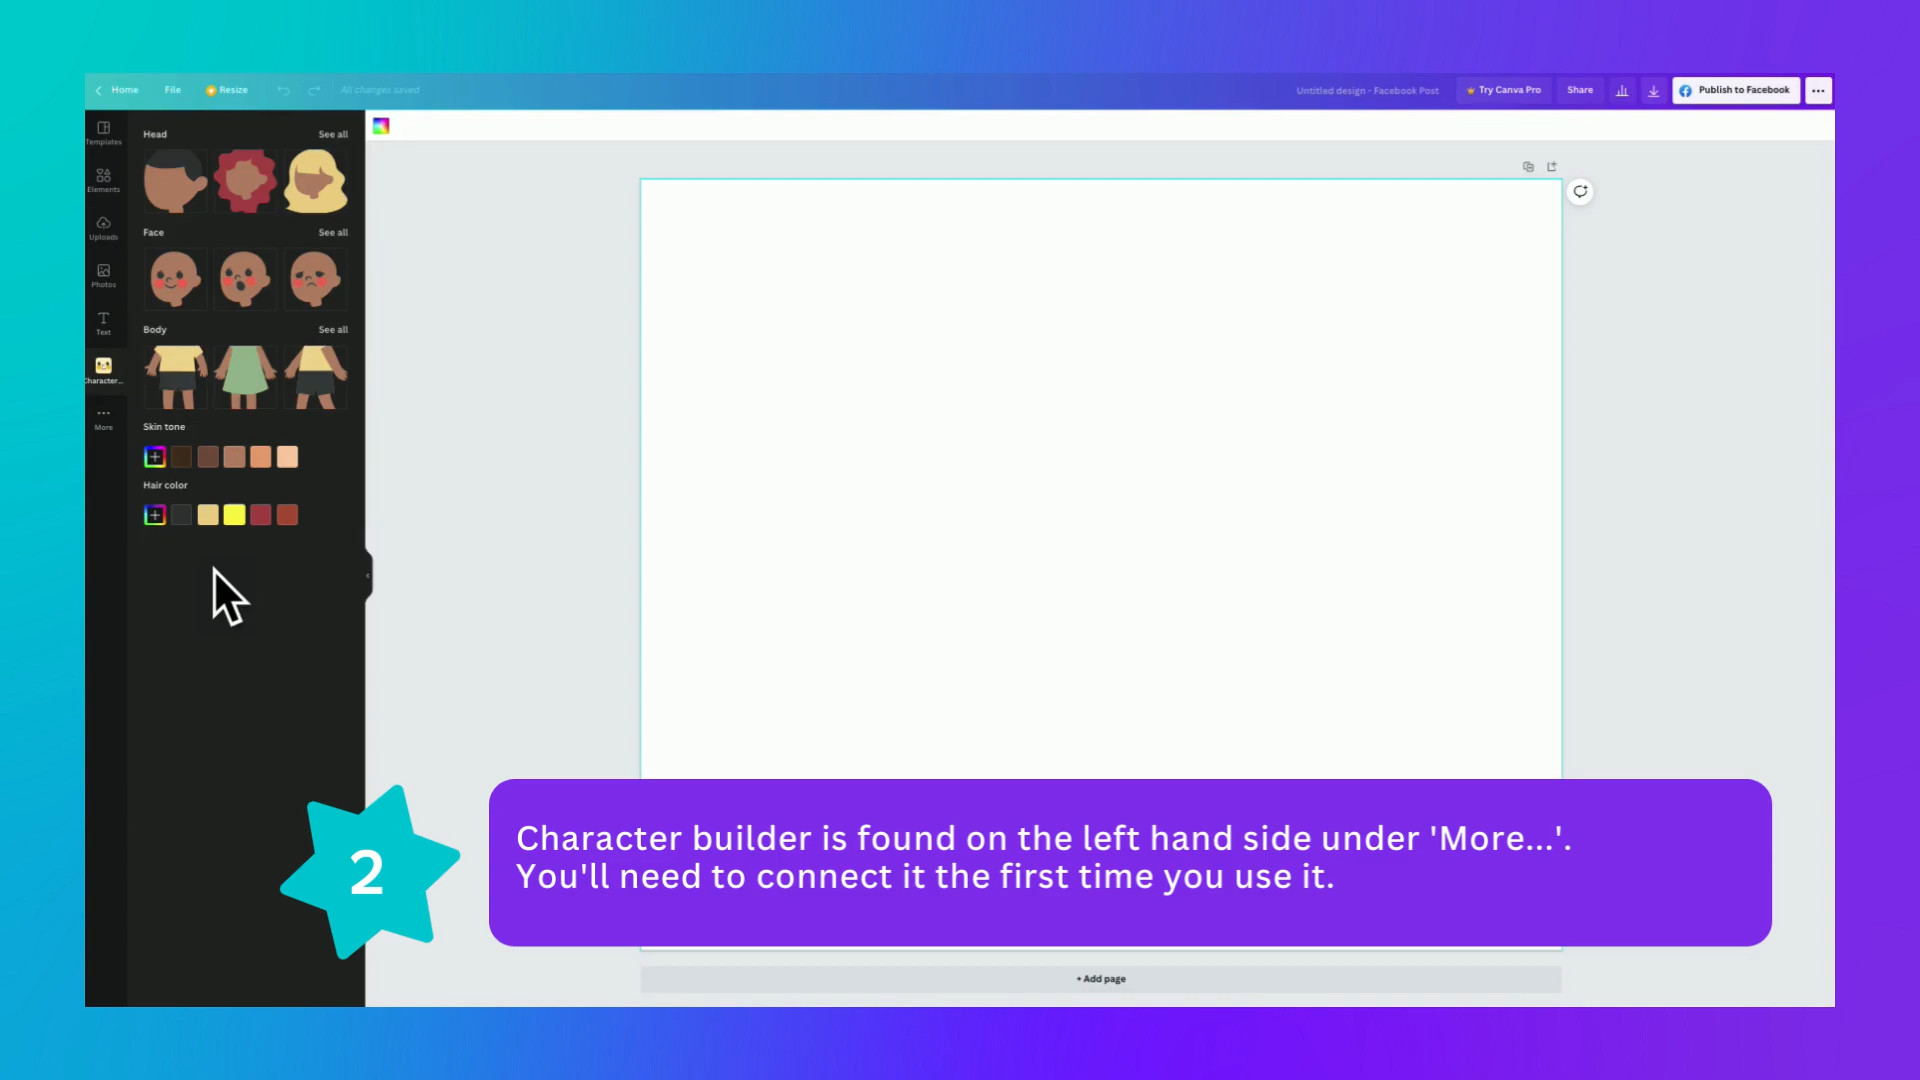 Home File Resize All changes saved Untitled design - Facebook Post Try Canva Pro Share Publish to Facebook
Templates
Elements
Uploads
Photos
Text
Character...
More
Head See all
Face See all
Body See all
Skin tone
Hair color
2
Character builder is found on the left hand side under 'More...'.
You'll need to connect it the first time you use it.
+ Add page